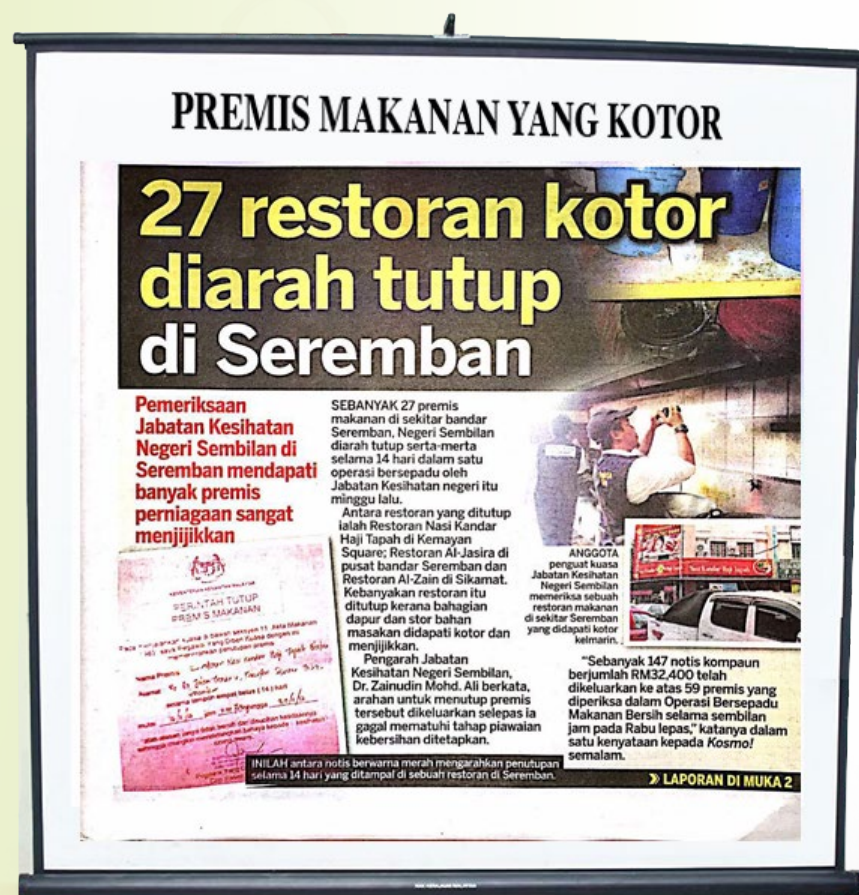 PREMIS MAKANAN YANG KOTOR
27 restoran kotor
diarah tutup
di Seremban
Pemeriksaan
Jabatan Kesihatan
Negeri Sembilan di
Seremban mendapati
banyak premis
perniagaan sangat
menjijikkan
SEBANYAK 27 premis
makanan di sekitar bandar
Seremban, Negeri Sembilan
diarah tutup serta-merta
selama 14 hari dalam satu
operasi bersepadu oleh
Jabatan Kesihatan negeri itu
minggu lalu.
Antara restoran yang ditutup
ialah Restoran Nasi Kandar
Haji Tapah di Kemayan
Square; Restoran Al-Jasira di
pusat bandar Seremban dan
Restoran Al-Zain di Sikamat.
Kebanyakan restoran itu
ditutup kerana bahagian
dapur dan stor bahan
masakan didapati kotor dan
menjijikkan.
Pengarah Jabatan
Kesihatan Negeri Sembilan,
Dr. Zainudin Mohd. Ali berkata,
arahan untuk menutup premis
tersebut dikeluarkan selepas ia
gagal mematuhi tahap piawaian
kebersihan ditetapkan.
ANGGOTA
penguat kuasa
Jabatan Kesihatan
Negeri Sembilan
memeriksa sebuah
restoran makanan
di sekitar Seremban
yang didapati kotor
kelmarin.
"Sebanyak 147 notis kompaun
berjumlah RM32,400 telah
dikeluarkan ke atas 59 premis yang
diperiksa dalam Operasi Bersepadu
Makanan Bersih selama sembilan
jam pada Rabu lepas," katanya dalam
satu kenyataan kepada Kosmo!
semalam.
PERINTAH TUTUP
PREMIS MAKANAN
INILAH antara notis berwarna merah mengarahkan penutupan
selama 14 hari yang ditampal di sebuah restoran di Seremban.
LAPORAN DI MUKA 2